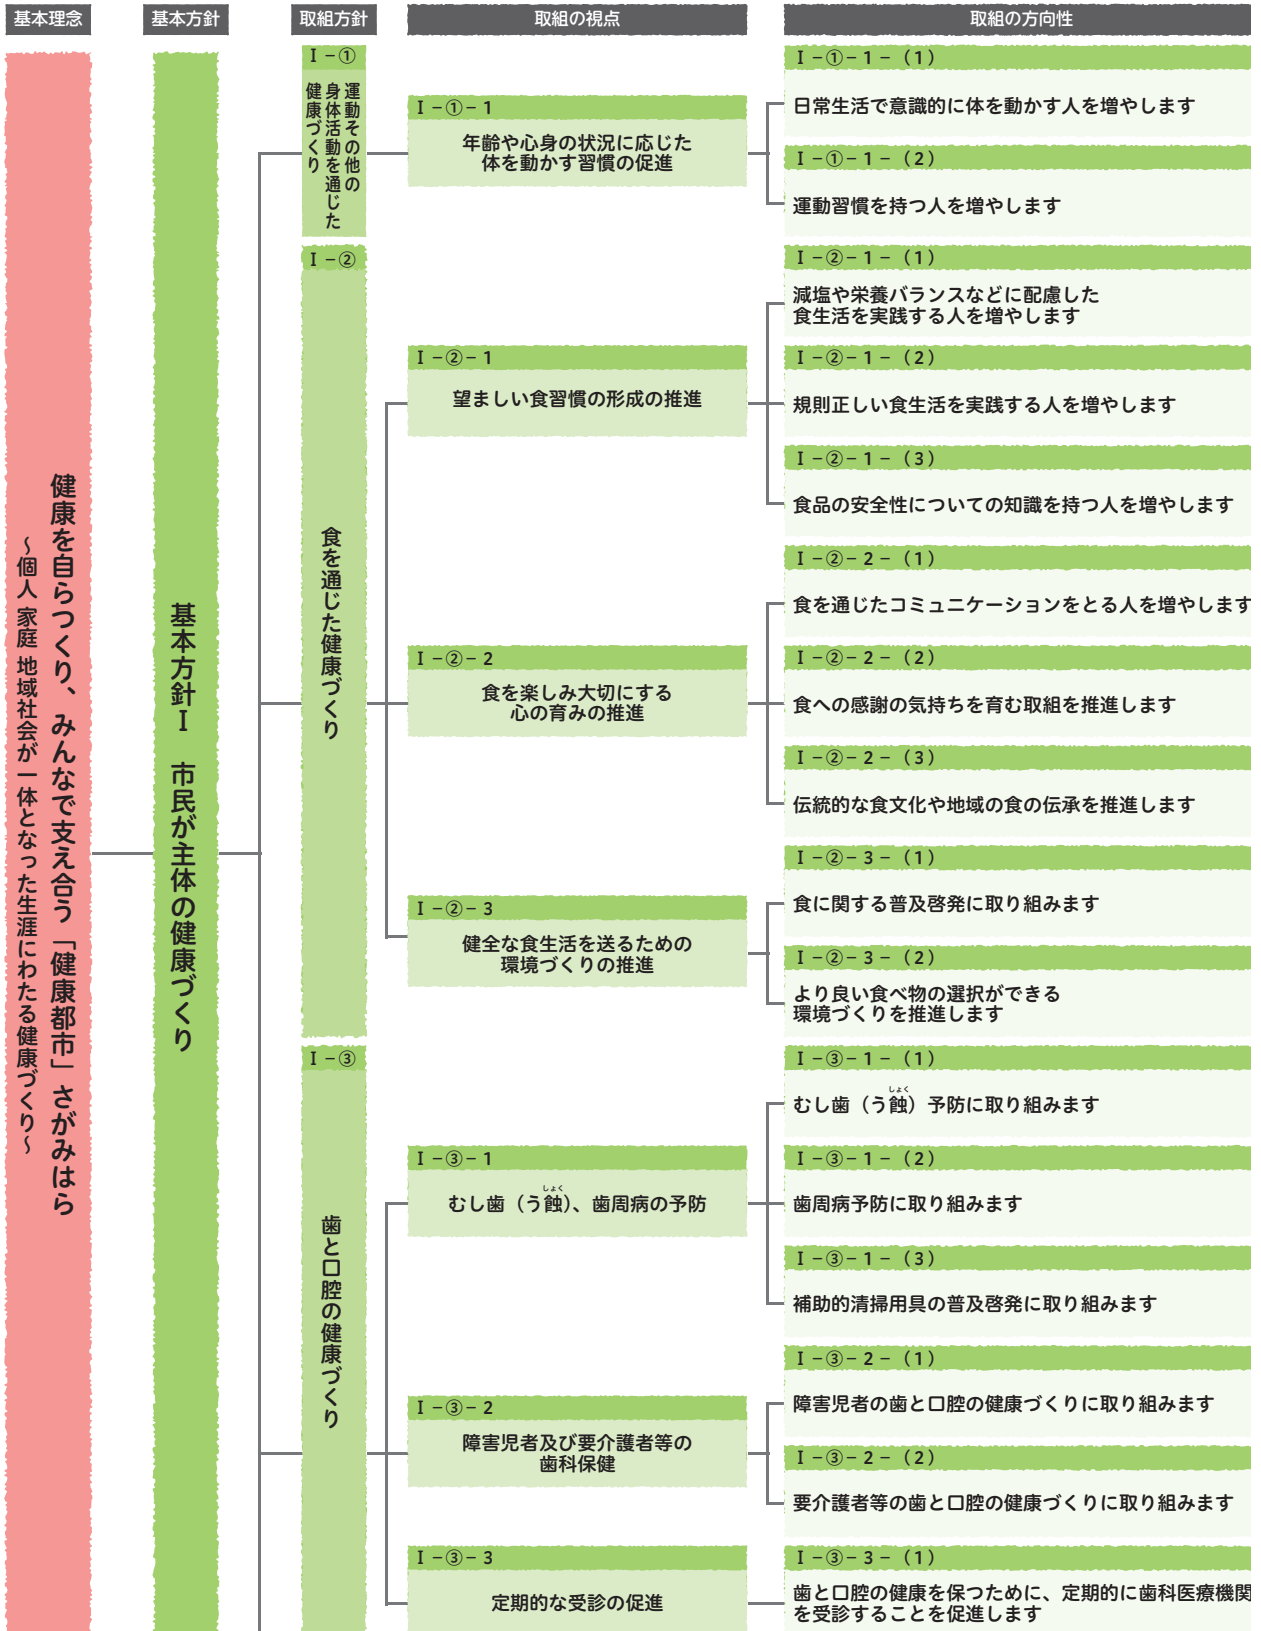 基本理念
基本方針
取組方針
取組の視点
取組の方向性
健康を自らつくり、みんなで支え合う「健康都市」さがみはら
～個人 家庭 地域社会が一体となった生涯にわたる健康づくり～
基本方針Ⅰ　市民が主体の健康づくり
Ⅰ－①
運動その他の
身体活動を通じた
健康づくり
Ⅰ－①－1
年齢や心身の状況に応じた
体を動かす習慣の促進
Ⅰ－①－1－（1）
日常生活で意識的に体を動かす人を増やします
Ⅰ－①－1－（2）
運動習慣を持つ人を増やします
Ⅰ－②
食を通じた健康づくり
Ⅰ－②－1
望ましい食習慣の形成の推進
Ⅰ－②－1－（1）
減塩や栄養バランスなどに配慮した
食生活を実践する人を増やします
Ⅰ－②－1－（2）
規則正しい食生活を実践する人を増やします
Ⅰ－②－1－（3）
食品の安全性についての知識を持つ人を増やします
Ⅰ－②－2
食を楽しみ大切にする
心の育みの推進
Ⅰ－②－2－（1）
食を通じたコミュニケーションをとる人を増やします
Ⅰ－②－2－（2）
食への感謝の気持ちを育む取組を推進します
Ⅰ－②－2－（3）
伝統的な食文化や地域の食の伝承を推進します
Ⅰ－②－3
健全な食生活を送るための
環境づくりの推進
Ⅰ－②－3－（1）
食に関する普及啓発に取り組みます
Ⅰ－②－3－（2）
より良い食べ物の選択ができる
環境づくりを推進します
Ⅰ－③
歯と口腔の健康づくり
Ⅰ－③－1
しょく
むし歯（う蝕）、歯周病の予防
Ⅰ－③－1－（1）
しょく
むし歯（う蝕）予防に取り組みます
Ⅰ－③－1－（2）
歯周病予防に取り組みます
Ⅰ－③－1－（3）
補助的清掃用具の普及啓発に取り組みます
Ⅰ－③－2
障害児者及び要介護者等の
歯科保健
Ⅰ－③－2－（1）
障害児者の歯と口腔の健康づくりに取り組みます
Ⅰ－③－2－（2）
要介護者等の歯と口腔の健康づくりに取り組みます
Ⅰ－③－3
定期的な受診の促進
Ⅰ－③－3－（1）
歯と口腔の健康を保つために、定期的に歯科医療機関
を受診することを促進します